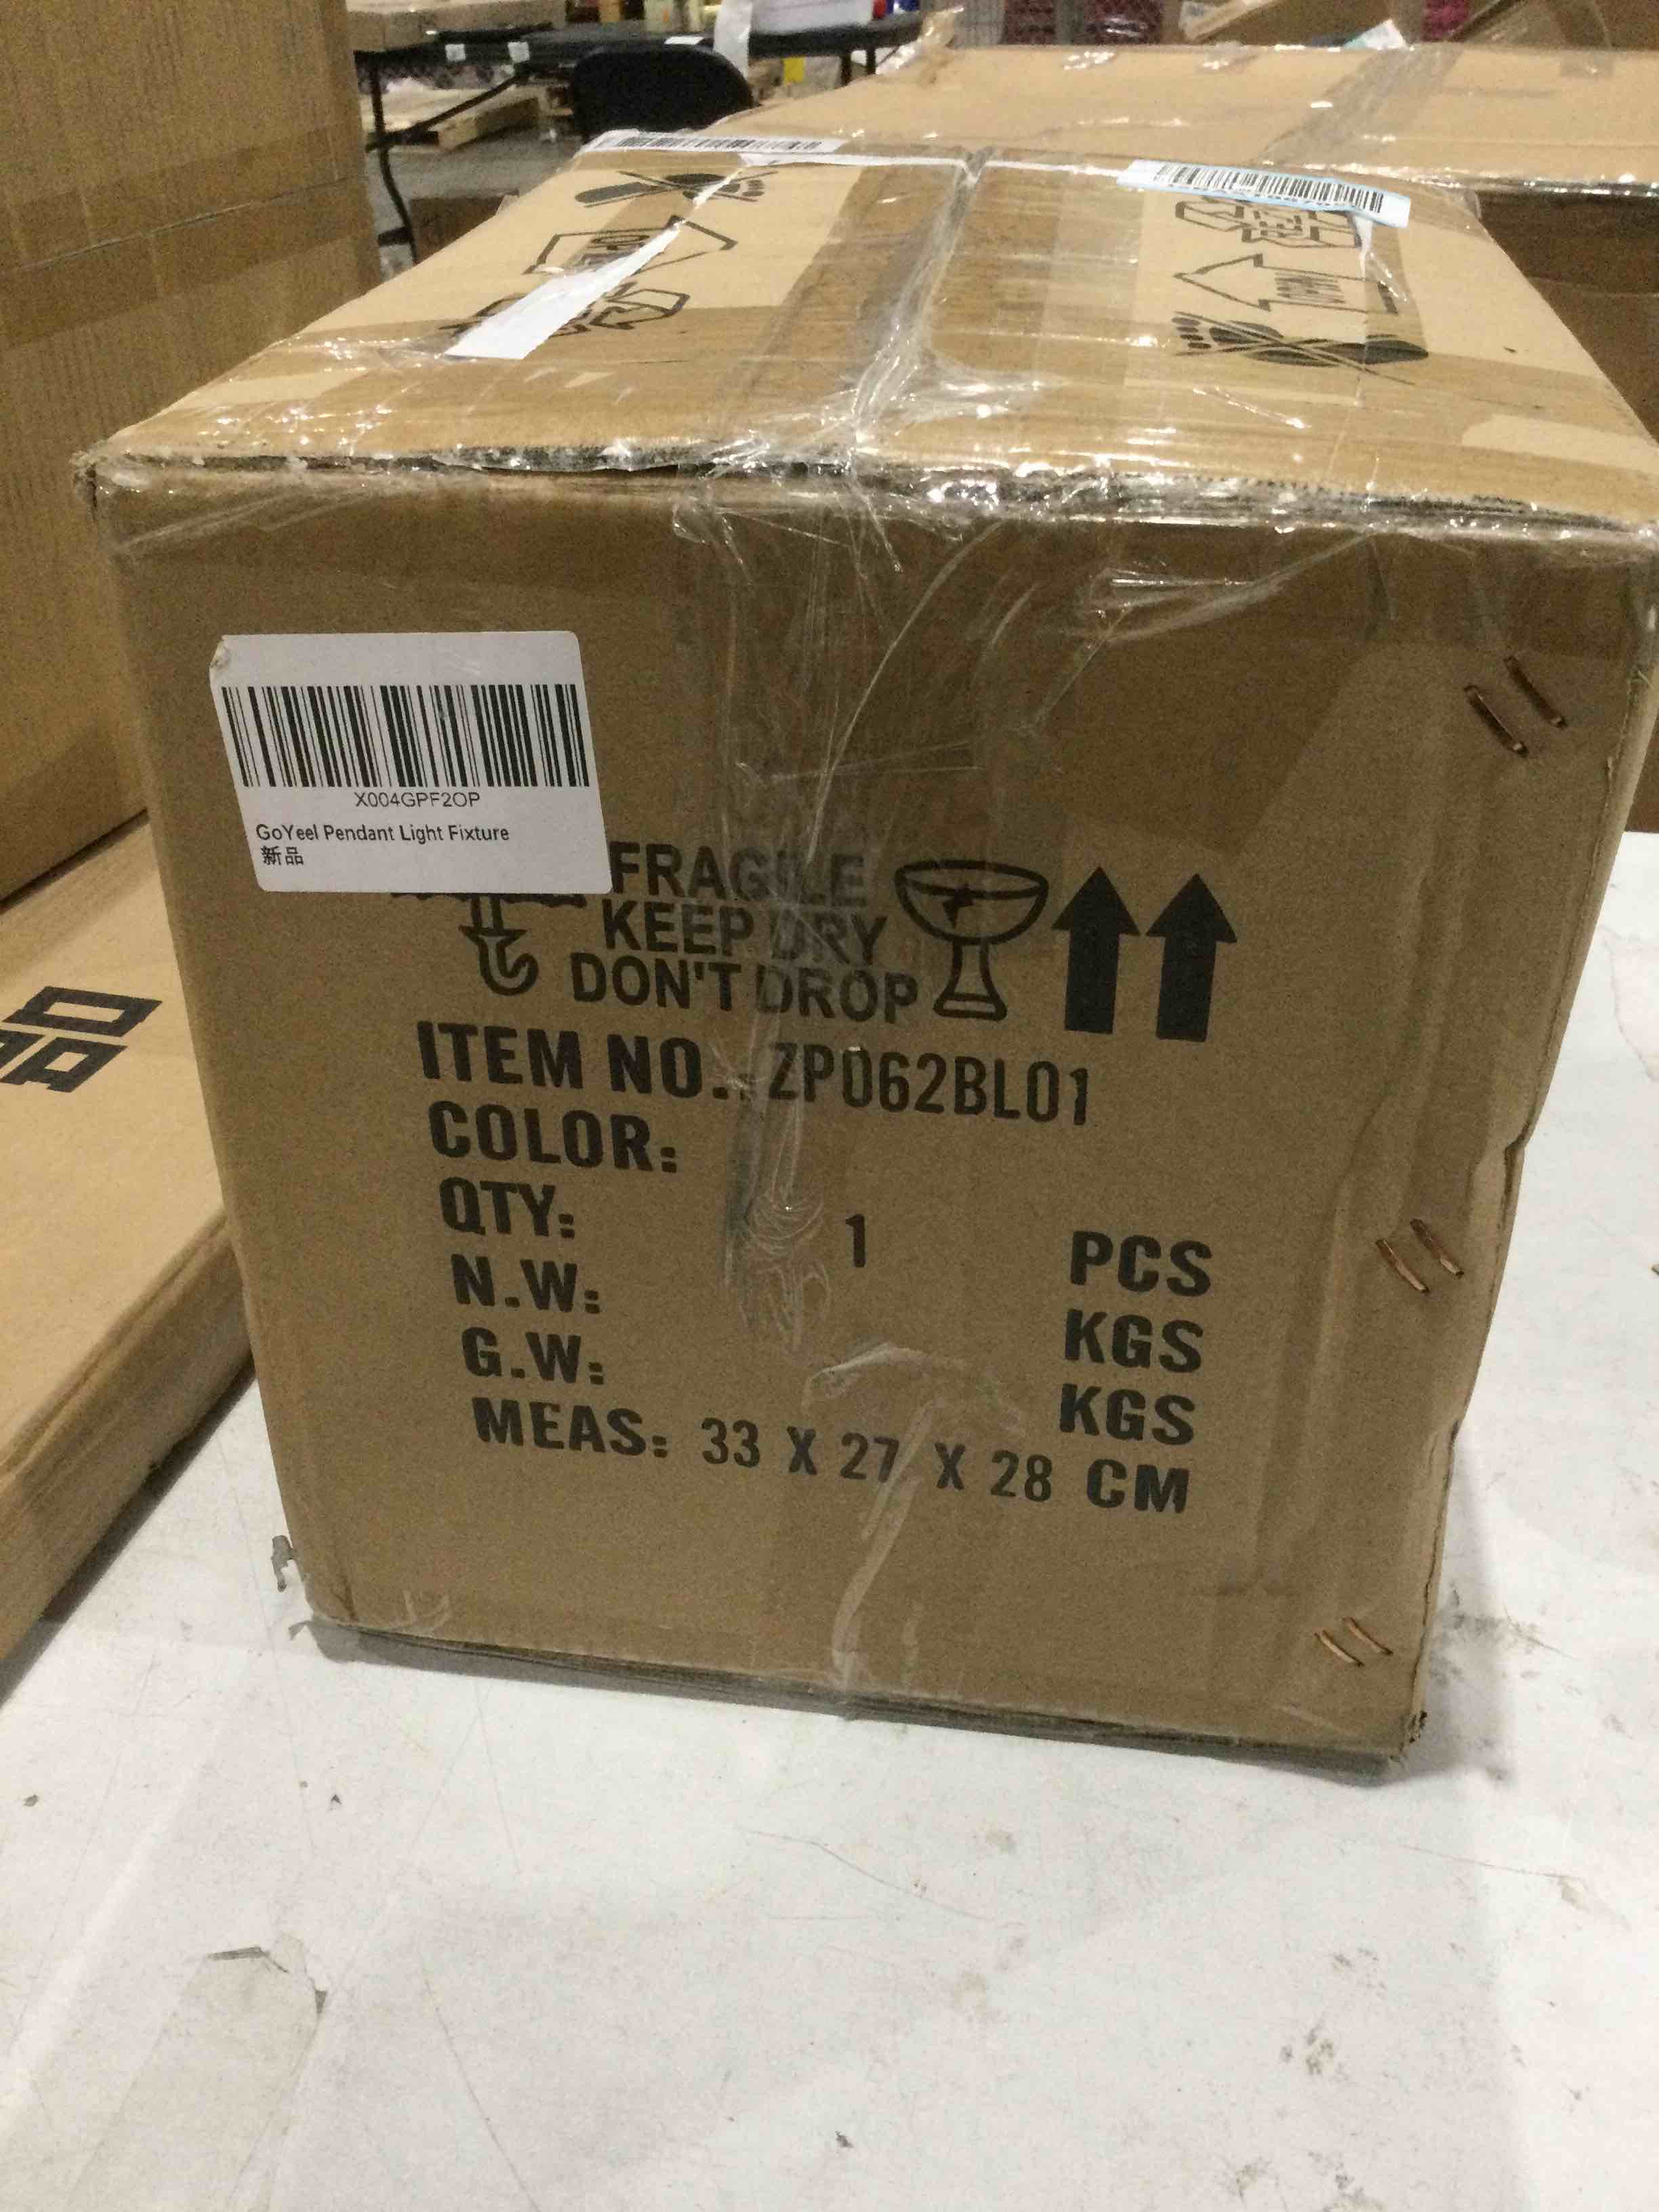 X004GPF2OP
GoYeel Pendant Light Fixture
新品
FRAGILE
KEEP DRY
DON'T DROP
ITEM NO.: ZP062BL01
COLOR:
QTY: 1 PCS
N.W: KGS
G.W: KGS
MEAS: 33 X 27 X 28 CM